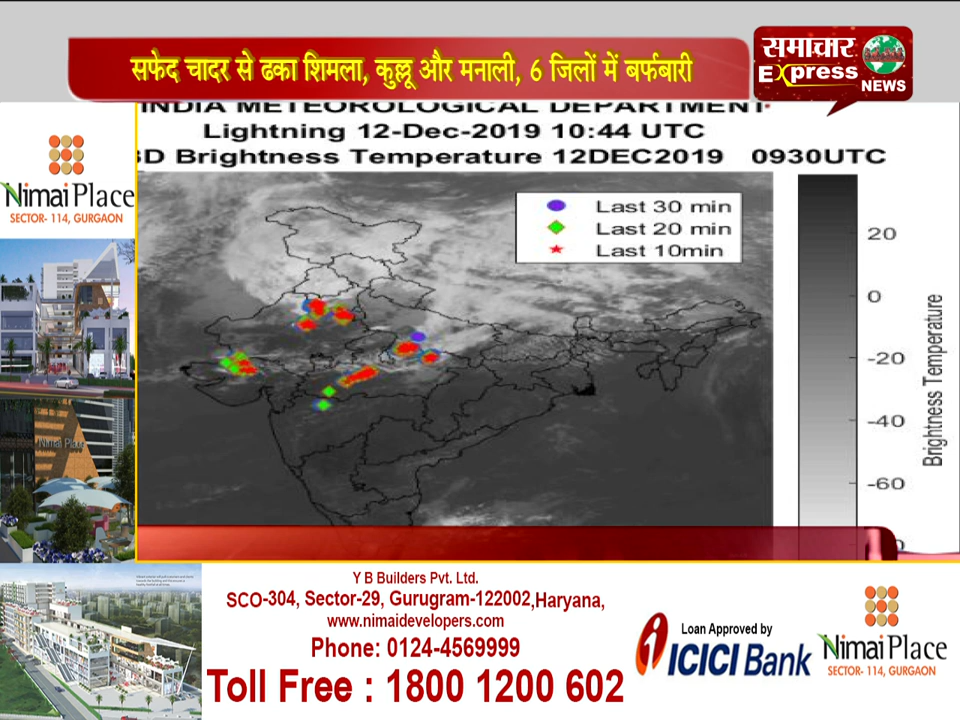 सफेद चादर से ढका शिमला, कुल्लू और मनाली, 6 जिलों में बर्फबारी
समाचार
Express
NEWS
INDIA METEOROLOGICAL DEPARTMENT
Lightning 12-Dec-2019 10:44 UTC
3D Brightness Temperature 12DEC2019 0930UTC
Last 30 min
Last 20 min
Last 10min
20
0
-20
-40
-60
Brightness Temperature
Nimai Place
SECTOR- 114, GURGAON
Nimai Place
Y B Builders Pvt. Ltd.
SCO-304, Sector-29, Gurugram-122002,Haryana,
www.nimaidevelopers.com
Phone: 0124-4569999
Toll Free : 1800 1200 602
Loan Approved by
ICICI Bank
Nimai Place
SECTOR- 114, GURGAON